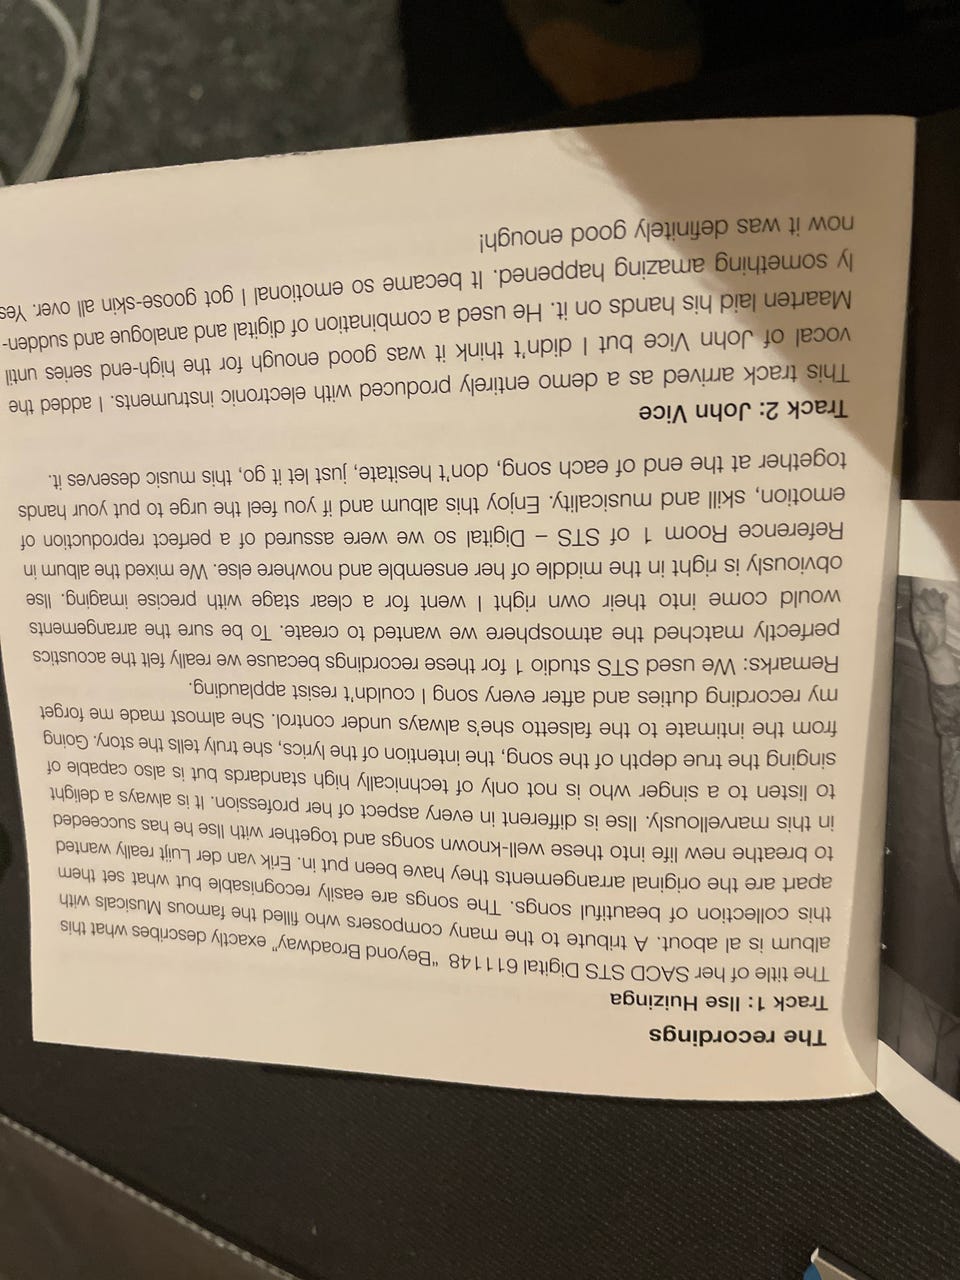 The recordings
Track 1: Ilse Huizinga
The title of her SACD STS Digital 611148 "Beyond Broadway" exactly describes what this
album is al about. A tribute to the many composers who filled the famous Musicals with
this collection of beautiful songs. The songs are easily recognisable but what set them
apart are the original arrangements they have been put in. Erik van der Luijt really wanted
to breathe new life into these well-known songs and together with Ilse he has succeeded
in this marvellously. Ilse is different in every aspect of her profession. It is always a delight
to listen to a singer who is not only of technically high standards but is also capable of
singing the true depth of the song, the intention of the lyrics, she truly tells the story. Going
from the intimate to the falsetto she's always under control. She almost made me forget
my recording duties and after every song I couldn't resist applauding.
Remarks: We used STS studio 1 for these recordings because we really felt the acoustics
perfectly matched the atmosphere we wanted to create. To be sure the arrangements
would come into their own right I went for a clear stage with precise imaging. Ilse
obviously is right in the middle of her ensemble and nowhere else. We mixed the album in
Reference Room 1 of STS – Digital so we were assured of a perfect reproduction of
emotion, skill and musicality. Enjoy this album and if you feel the urge to put your hands
together at the end of each song, don't hesitate, just let it go, this music deserves it.
Track 2: John Vice
This track arrived as a demo entirely produced with electronic instruments. I added the
vocal of John Vice but I didn't think it was good enough for the high-end series until
Maarten laid his hands on it. He used a combination of digital and analogue and sudden-
ly something amazing happened. It became so emotional I got goose-skin all over. Yes
now it was definitely good enough!